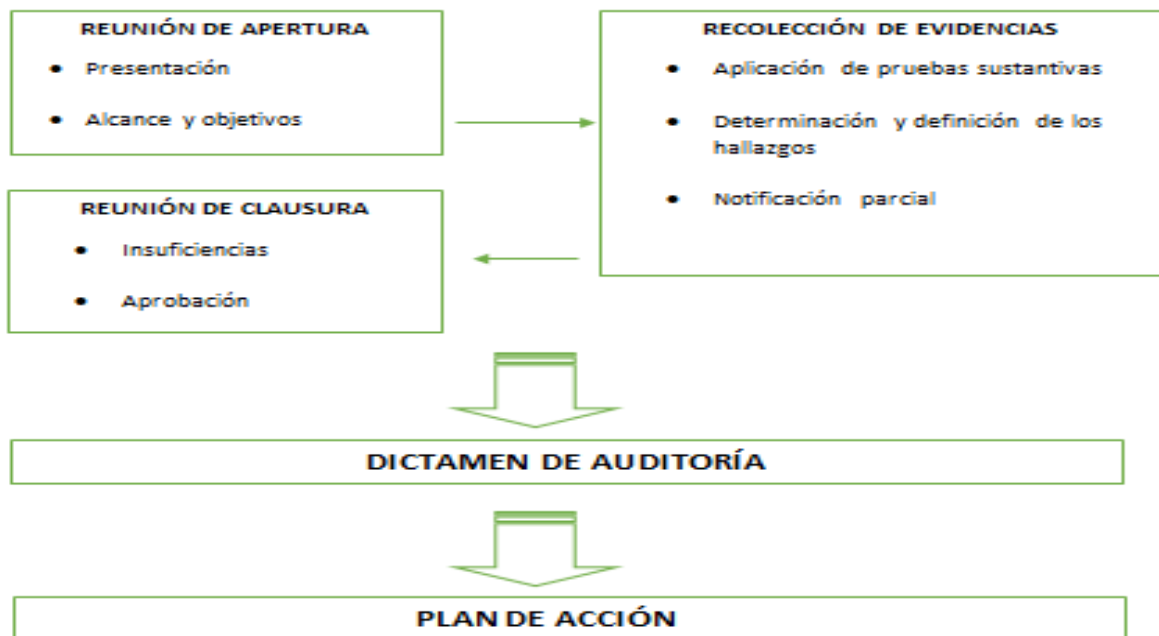 REUNIÓN DE APERTURA
• Presentación
• Alcance y objetivos
RECOLECCIÓN DE EVIDENCIAS
• Aplicación de pruebas sustantivas
• Determinación y definición de los
hallazgos
• Notificación parcial
REUNIÓN DE CLAUSURA
• Insuficiencias
• Aprobación
DICTAMEN DE AUDITORÍA
PLAN DE ACCIÓN